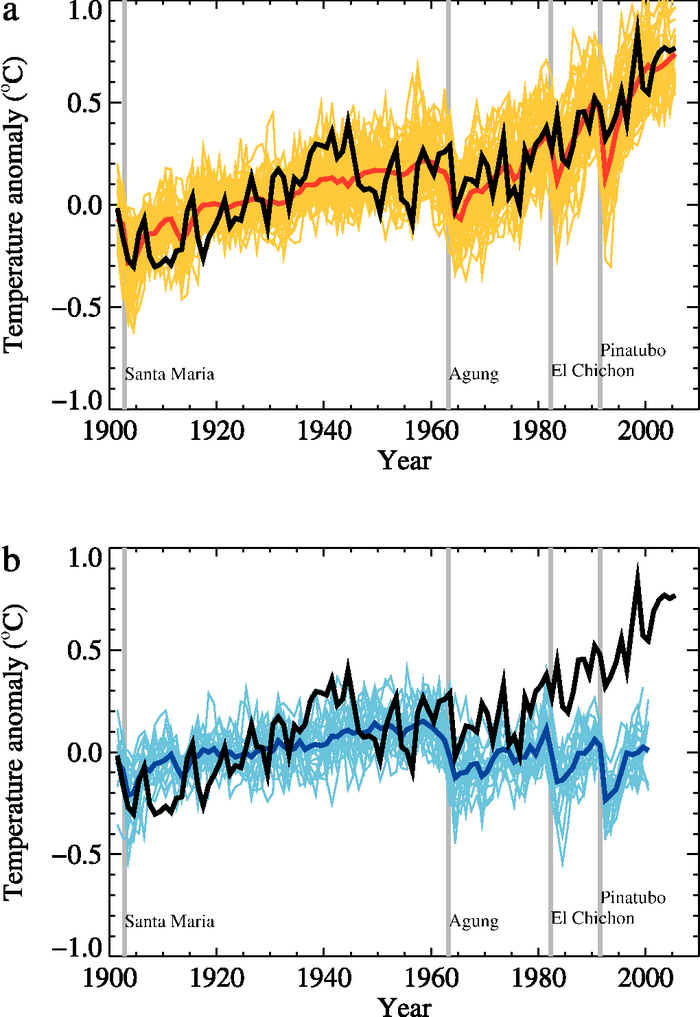 a
1.0
0.5
0.0
−0.5
−1.0
Temperature anomaly (°C)
Santa Maria
Agung
El Chichon
Pinatubo
1900 1920 1940 1960 1980 2000
Year
b
1.0
0.5
0.0
−0.5
−1.0
Temperature anomaly (°C)
Santa Maria
Agung
El Chichon
Pinatubo
1900 1920 1940 1960 1980 2000
Year